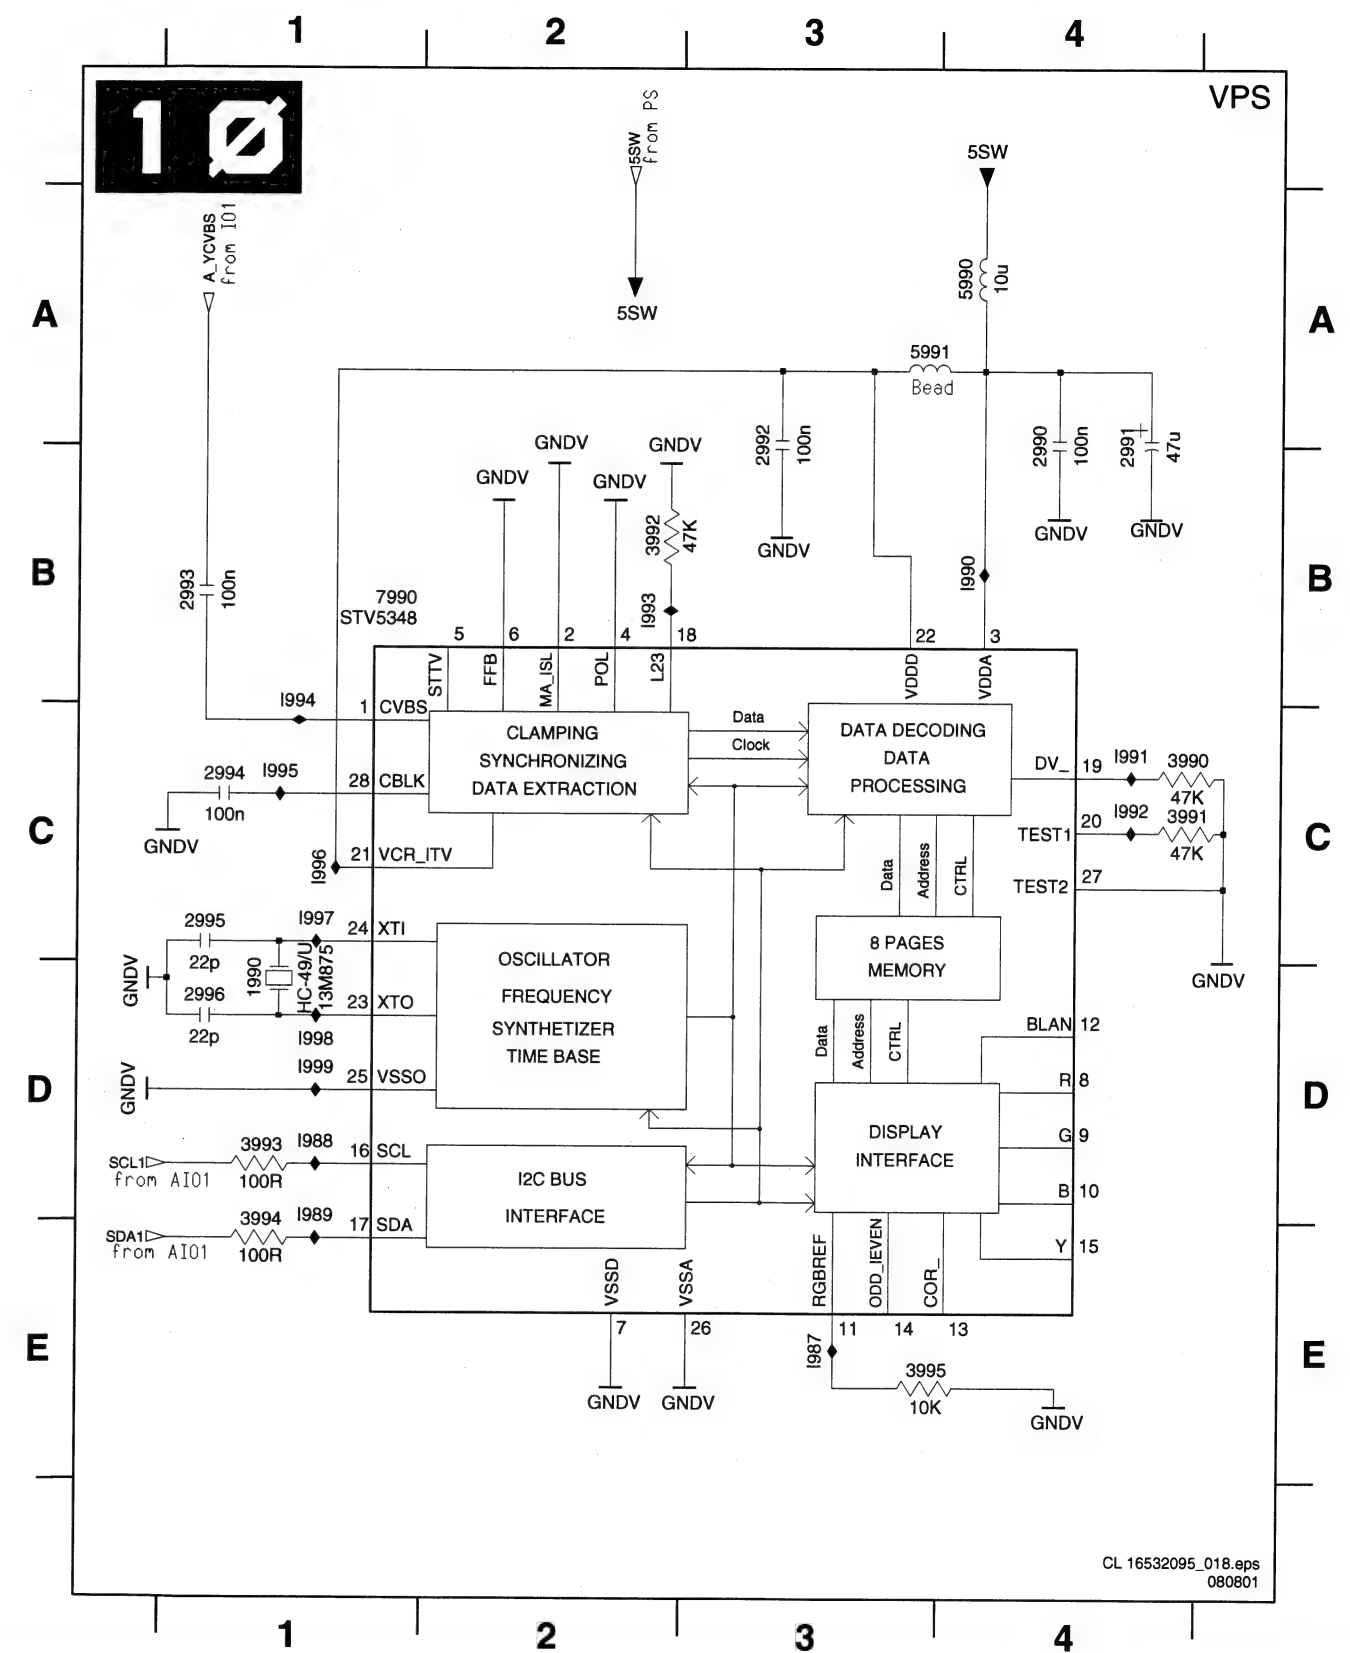 1 2 3 4
10
VPS
5SW
from PS
5SW
A_YCVBS
from IO1
5990
10u
A
A
5SW
5991
Bead
GNDV
GNDV
2992
100n
2990
100n
2991
+
47u
GNDV
GNDV
3992
47K
GNDV
GNDV
GNDV
B
B
2993
100n
I990
7990
STV5348
I993
5 6 2 4 18 22 3
STTV
FFB
MA_ISL
POL
L23
VDDD
VDDA
I994
1 CVBS
CLAMPING
SYNCHRONIZING
DATA EXTRACTION
Data
Clock
DATA DECODING
DATA
PROCESSING
DV_ 19 I991 3990
47K
2994 I995
100n
28 CBLK
GNDV
TEST1 20 I992 3991
47K
C
C
I996
21 VCR_ITV
Data
Address
CTRL
TEST2 27
2995
22p
I997
24 XTI
GNDV
1990
HC-49/U
13M875
OSCILLATOR
FREQUENCY
SYNTHETIZER
TIME BASE
8 PAGES
MEMORY
GNDV
2996
22p
23 XTO
I998
Data
Address
CTRL
BLAN 12
I999
25 VSSO
GNDV
D
D
R 8
DISPLAY
INTERFACE
G 9
3993 I988
SCL1
from AIO1
100R
16 SCL
I2C BUS
INTERFACE
B 10
3994 I989
SDA1
from AIO1
100R
17 SDA
Y 15
VSSD
VSSA
RGBREF
ODD_IEVEN
COR_
7 26 11 14 13
E
E
I987
3995
10K
GNDV
GNDV
GNDV
CL 16532095_018.eps
080801
1 2 3 4